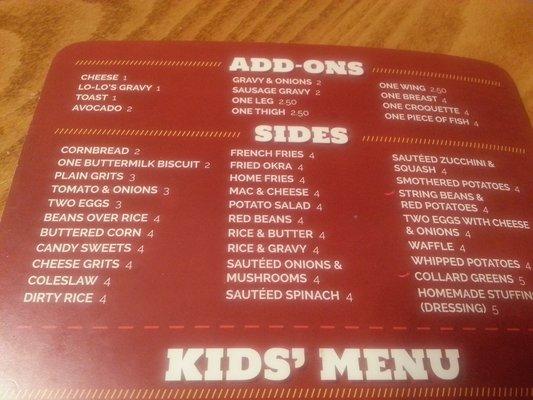 ADD-ONS
CHEESE 1
LO-LO'S GRAVY 1
TOAST 1
AVOCADO 2
GRAVY & ONIONS 2
SAUSAGE GRAVY 2
ONE LEG 2.50
ONE THIGH 2.50
ONE WING 2.50
ONE BREAST 4
ONE CROQUETTE 4
ONE PIECE OF FISH 4
SIDES
CORNBREAD 2
ONE BUTTERMILK BISCUIT 2
PLAIN GRITS 3
TOMATO & ONIONS 3
TWO EGGS 3
BEANS OVER RICE 4
BUTTERED CORN 4
CANDY SWEETS 4
CHEESE GRITS 4
COLESLAW 4
DIRTY RICE 4
FRENCH FRIES 4
FRIED OKRA 4
HOME FRIES 4
MAC & CHEESE 4
POTATO SALAD 4
RED BEANS 4
RICE & BUTTER 4
RICE & GRAVY 4
SAUTÉED ONIONS &
MUSHROOMS 4
SAUTÉED SPINACH 4
SAUTÉED ZUCCHINI &
SQUASH 4
SMOTHERED POTATOES 4
STRING BEANS &
RED POTATOES 4
TWO EGGS WITH CHEESE
& ONIONS 4
WAFFLE 4
WHIPPED POTATOES 4
COLLARD GREENS 5
HOMEMADE STUFFIN
(DRESSING) 5
KIDS' MENU